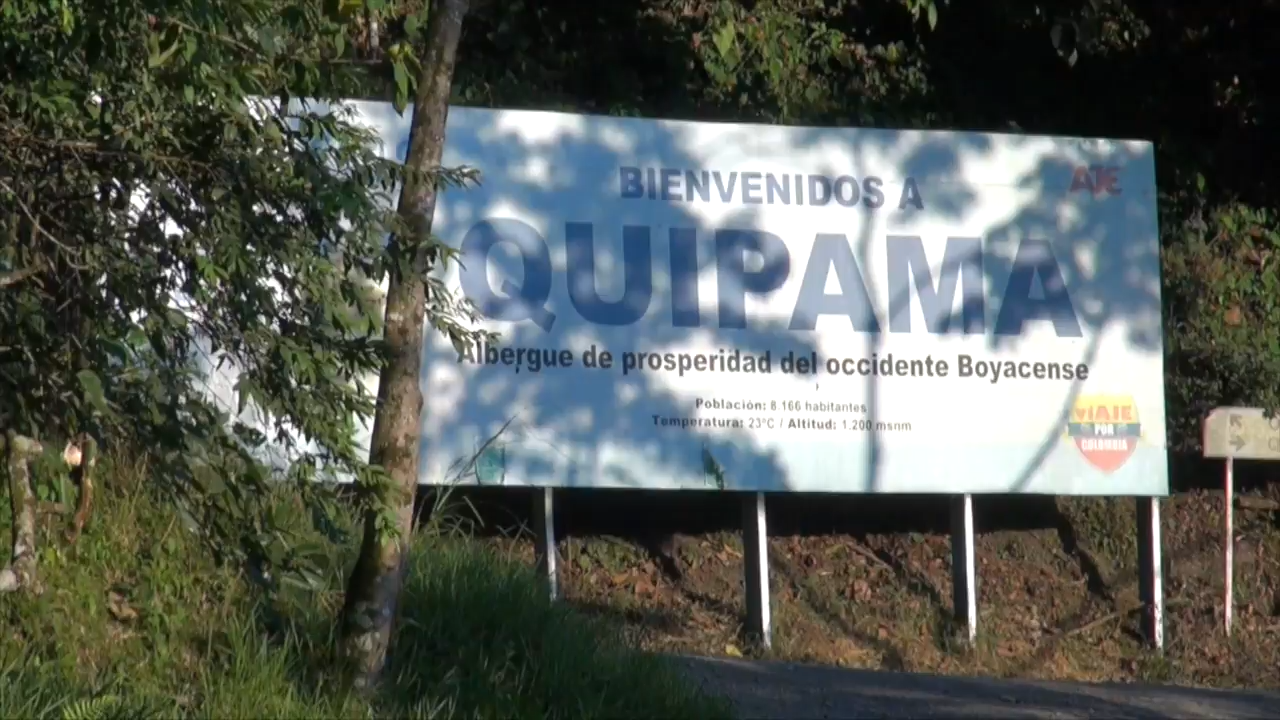 BIENVENIDOS A
AJE
QUIPAMA
Albergue de prosperidad del occidente Boyacense
Población: 8.166 habitantes
Temperatura: 23°C / Altitud: 1.200 msnm
VIAJE
POR
COLOMBIA